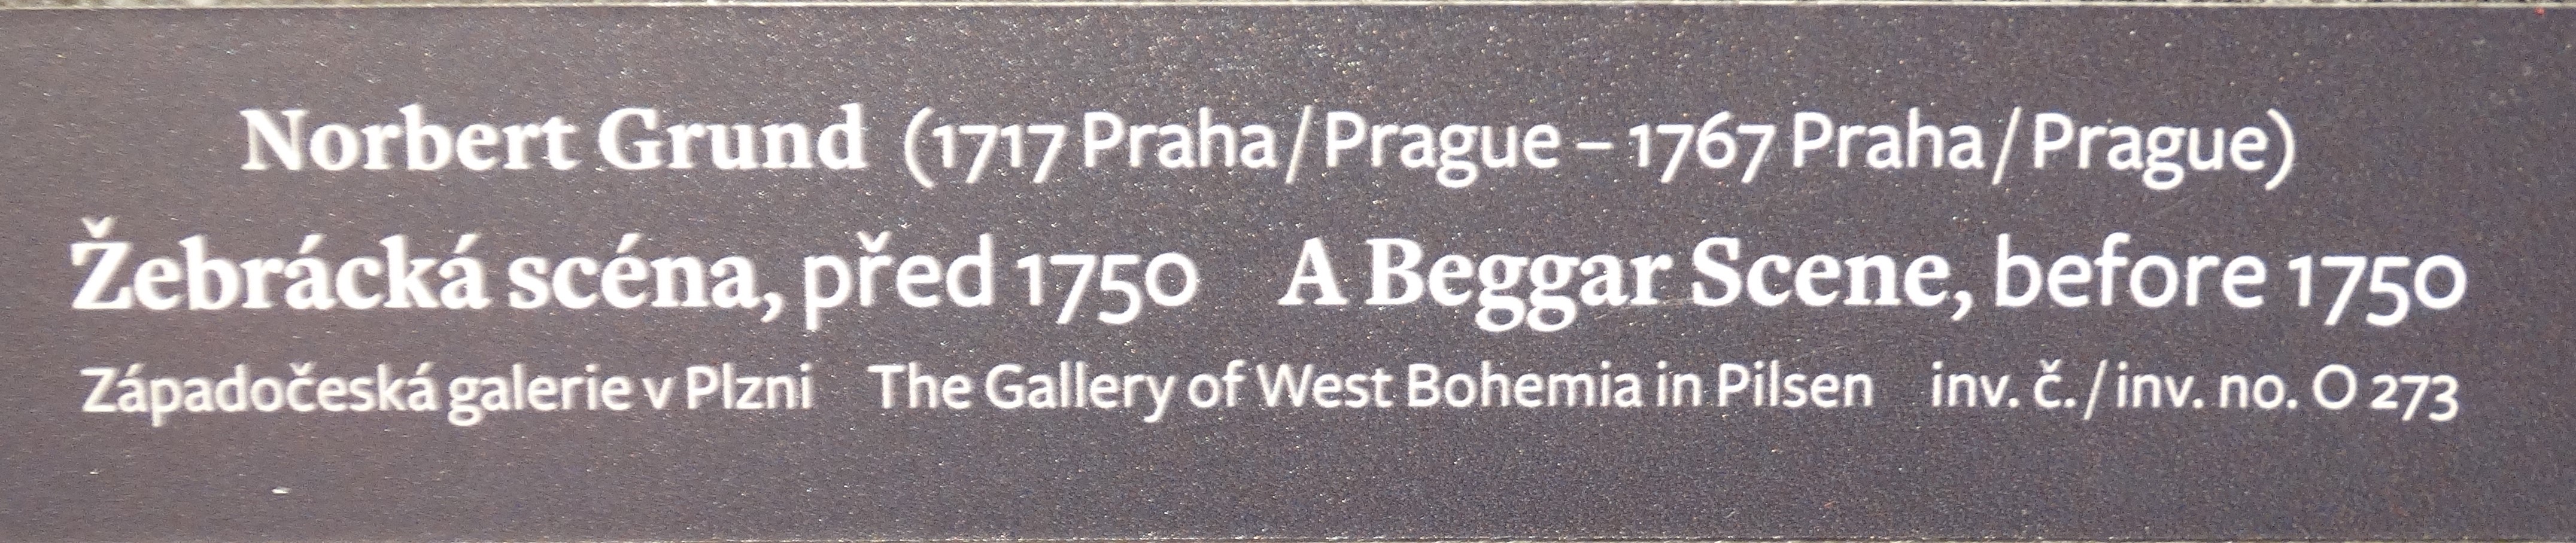 Norbert Grund (1717 Praha/Prague – 1767 Praha/Prague)
Žebrácká scéna, před 1750 A Beggar Scene, before 1750
Západočeská galerie v Plzni The Gallery of West Bohemia in Pilsen inv. č./inv. no. O 273